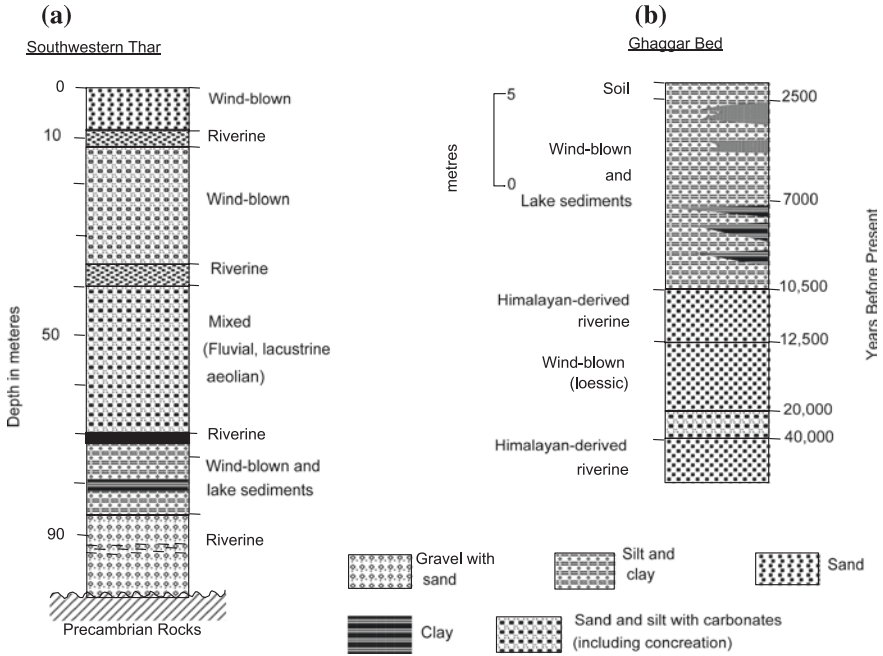 (a)
Southwestern Thar
0
Wind-blown
10
Riverine
Wind-blown
Riverine
50
Mixed
(Fluvial, lacustrine
aeolian)
Riverine
Wind-blown and
lake sediments
90
Riverine
Precambrian Rocks
Depth in meteres
(b)
Ghaggar Bed
5
0
metres
Soil
2500
Wind-blown
and
Lake sediments
7000
10,500
Himalayan-derived
riverine
12,500
Wind-blown
(loessic)
20,000
40,000
Himalayan-derived
riverine
Years Before Present
Gravel with
sand
Silt and
clay
Sand
Clay
Sand and silt with carbonates
(including concreation)